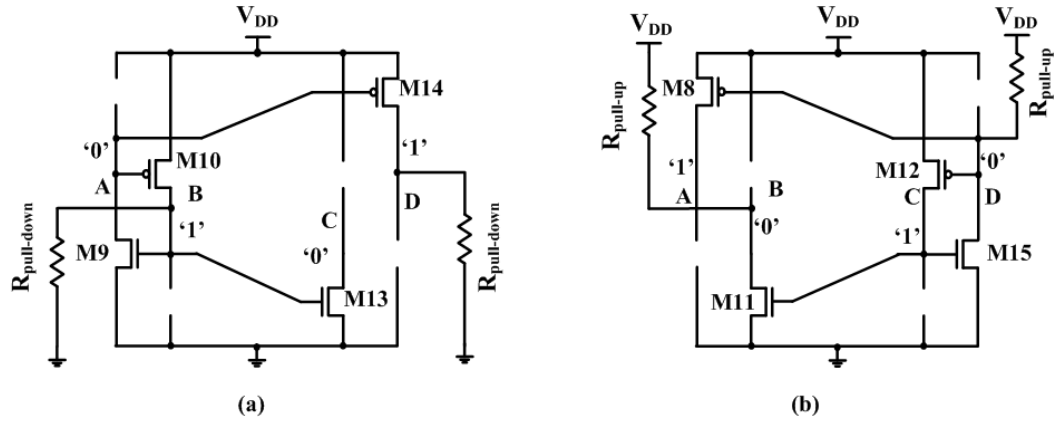 V_DD
M14
'0'
M10
'1'
A
B
C
D
R_pull-down
M9
'1'
'0'
M13
R_pull-down
(a)
V_DD
V_DD
V_DD
M8
R_pull-up
R_pull-up
'1'
M12
'0'
A
B
C
D
'0'
'1'
M15
M11
(b)